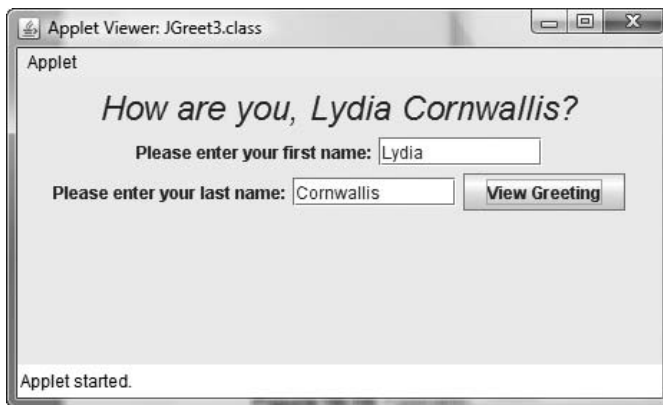 Applet Viewer: JGreet3.class
Applet
How are you, Lydia Cornwallis?
Please enter your first name: Lydia
Please enter your last name: Cornwallis View Greeting
Applet started.